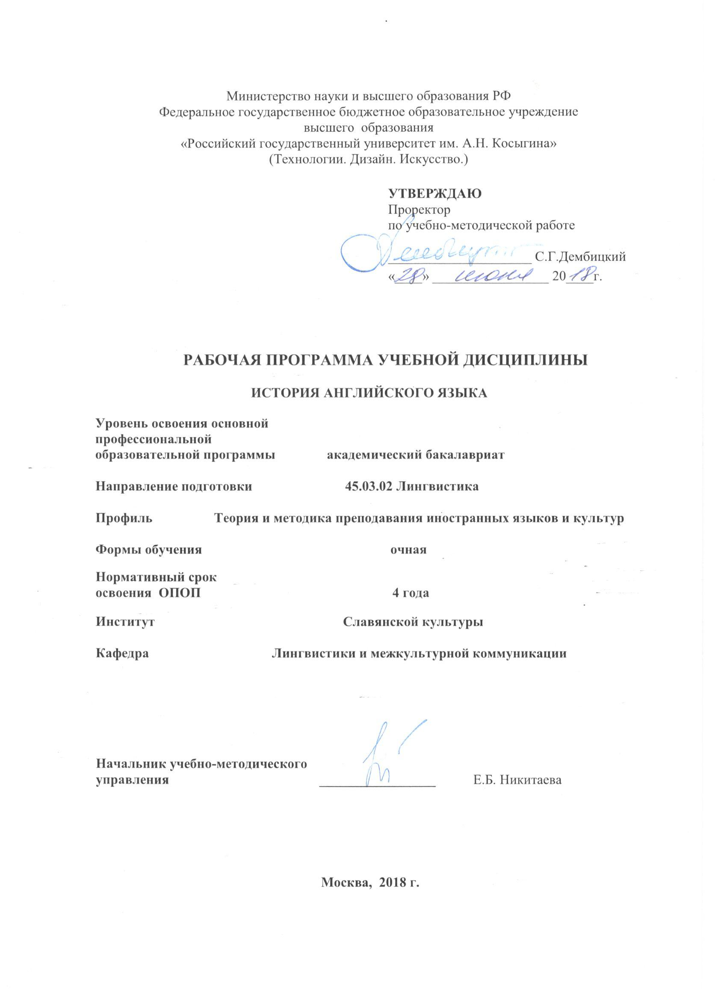 Министерство науки и высшего образования РФ
Федеральное государственное бюджетное образовательное учреждение
высшего образования
«Российский государственный университет им. А.Н. Косыгина»
(Технологии. Дизайн. Искусство.)
УТВЕРЖДАЮ
Проректор
по учебно-методической работе
С.Г.Дембицкий
«28» июня 2018г.
РАБОЧАЯ ПРОГРАММА УЧЕБНОЙ ДИСЦИПЛИНЫ
ИСТОРИЯ АНГЛИЙСКОГО ЯЗЫКА
Уровень освоения основной
профессиональной
образовательной программы академический бакалавриат
Направление подготовки 45.03.02 Лингвистика
Профиль Теория и методика преподавания иностранных языков и культур
Формы обучения очная
Нормативный срок
освоения ОПОП 4 года
Институт Славянской культуры
Кафедра Лингвистики и межкультурной коммуникации
Начальник учебно-методического
управления Е.Б. Никитаева
Москва, 2018 г.